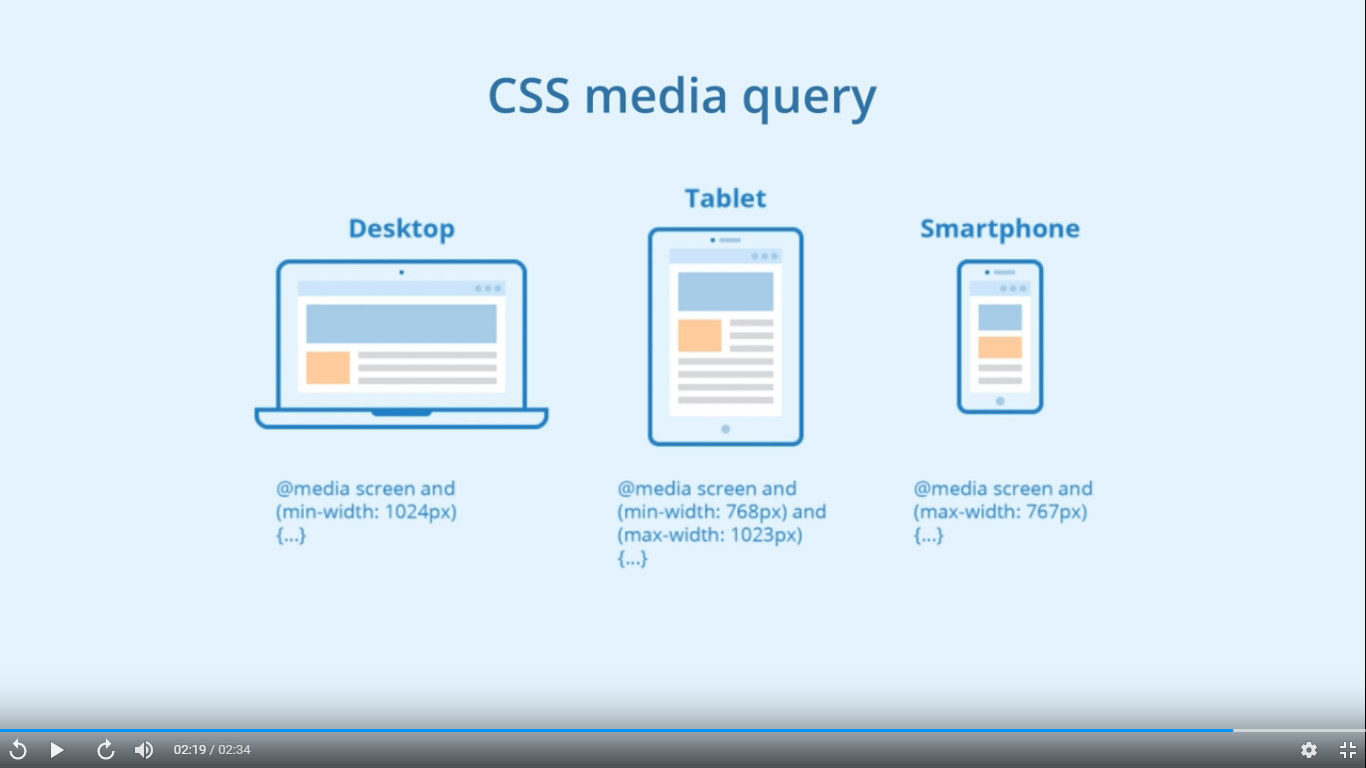 CSS media query
Desktop
Tablet
Smartphone
@media screen and
(min-width: 1024px)
{...}
@media screen and
(min-width: 768px) and
(max-width: 1023px)
{...}
@media screen and
(max-width: 767px)
{...}
02:19 / 02:34